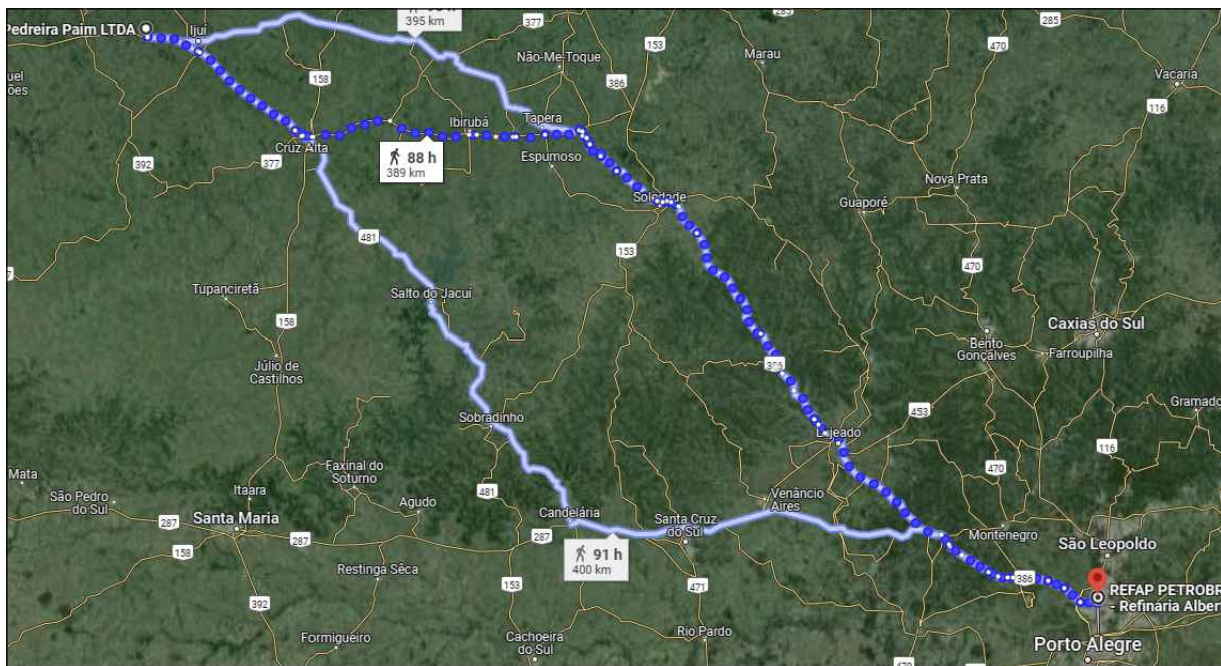 395 km
377
285
470
Pedreira Paim LTDA
Ijuí
153
Não-Me-Toque
Marau
Vacaria
158
386
116
Ibirubá
Tapera
Cruz Alta
Espumoso
392
377
88 h
389 km
Nova Prata
Soledade
Guaporé
481
153
470
Tupanciretã
Salto do Jacuí
158
Caxias do Sul
Júlio de
Castilhos
Bento
Gonçalves
Farroupilha
Gramado
453
Sobradinho
Lajeado
116
Mata
Faxinal do
Soturno
470
São Pedro
do Sul
Itaara
Agudo
481
Venâncio
Aires
287
Santa Maria
Candelária
Santa Cruz
do Sul
Montenegro
287
287
158
91 h
400 km
São Leopoldo
Restinga Sêca
153
471
386
REFAP PETROBR
- Refinaria Albert
392
Formigueiro
Cachoeira
do Sul
Rio Pardo
Porto Alegre
470